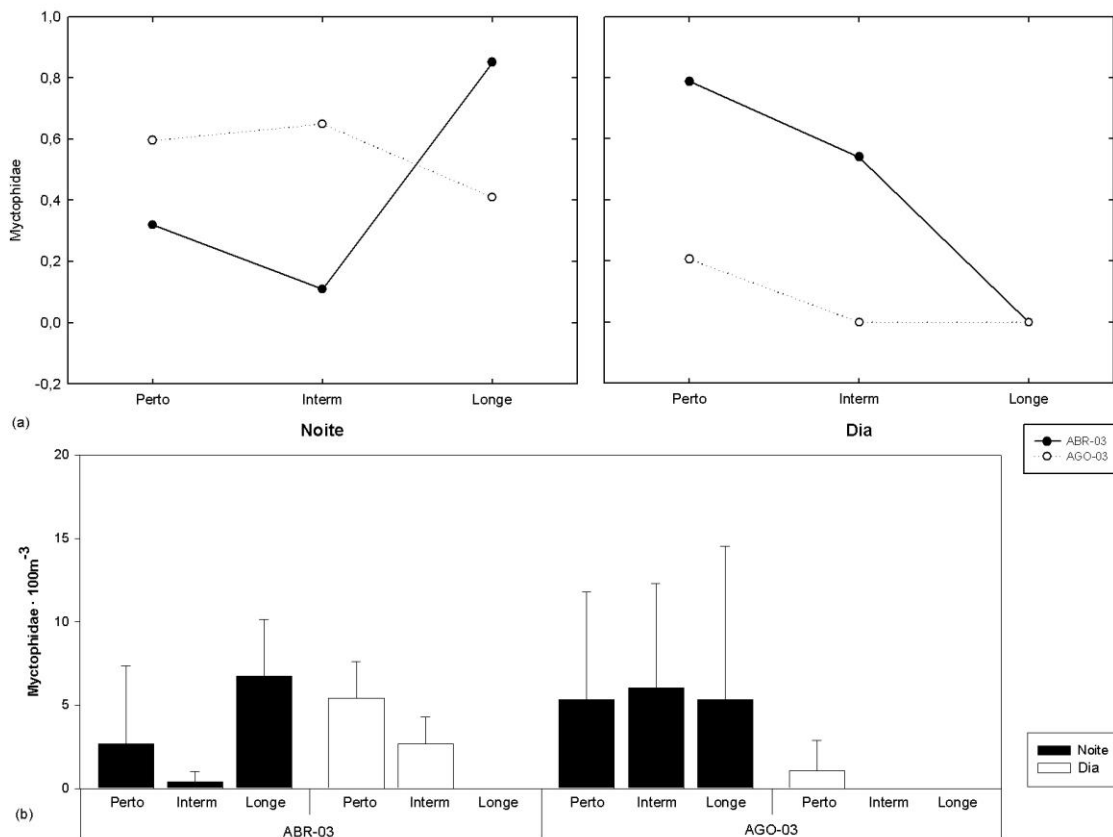 1,0
0,8
0,6
0,4
0,2
0,0
-0,2
Myctophidae
Perto Interm Longe Perto Interm Longe
(a)
Noite Dia
ABR-03
AGO-03
20
15
10
5
0
Myctophidae · 100m⁻³
Noite
Dia
(b)
Perto Interm Longe Perto Interm Longe Perto Interm Longe Perto Interm Longe
ABR-03 AGO-03